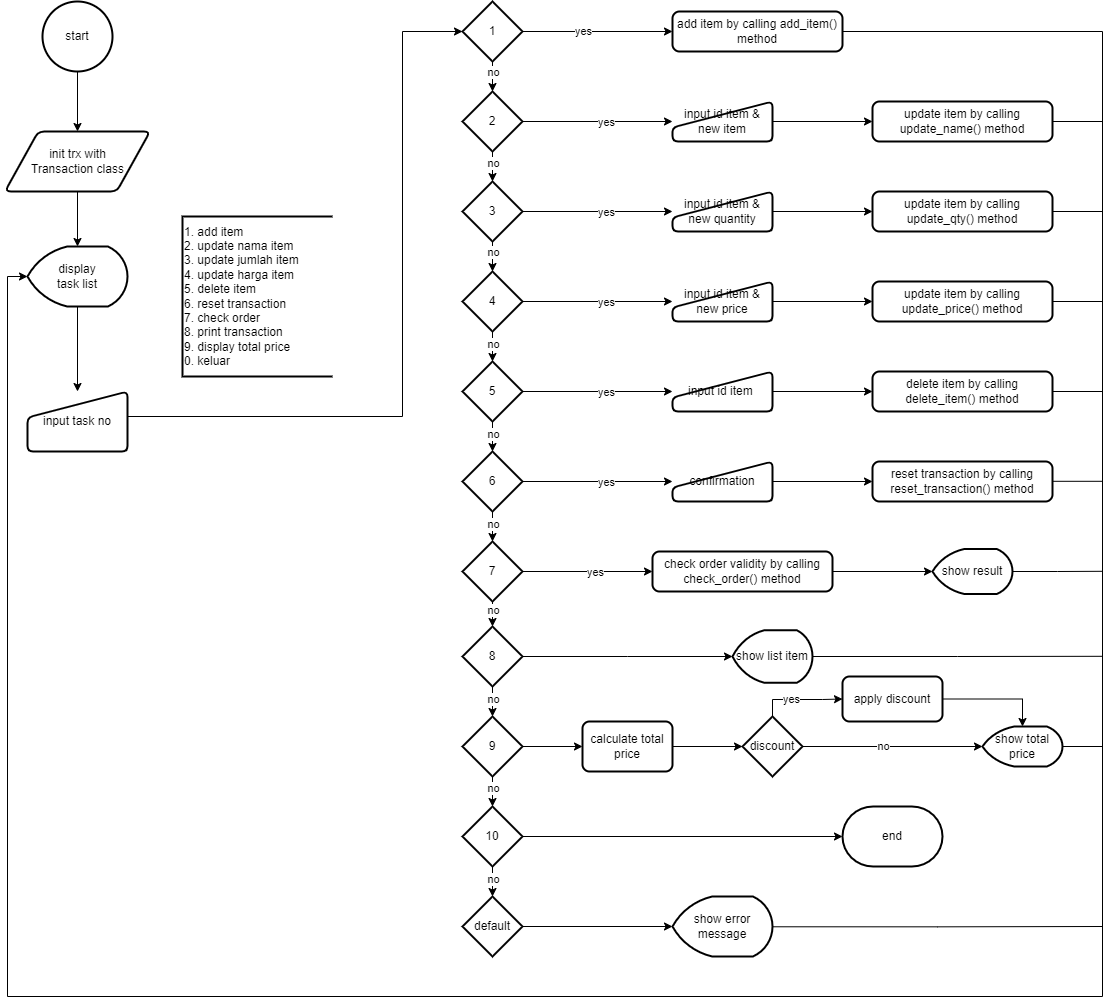 start
init trx with
Transaction class
display
task list
input task no
1. add item
2. update nama item
3. update jumlah item
4. update harga item
5. delete item
6. reset transaction
7. check order
8. print transaction
9. display total price
0. keluar
1
yes
add item by calling add_item()
method
no
2
yes
input id item &
new item
update item by calling
update_name() method
no
3
yes
input id item &
new quantity
update item by calling
update_qty() method
no
4
yes
input id item &
new price
update item by calling
update_price() method
no
5
yes
input id item
delete item by calling
delete_item() method
no
6
yes
confirmation
reset transaction by calling
reset_transaction() method
no
7
yes
check order validity by calling
check_order() method
show result
no
8
show list item
no
9
calculate total
price
discount
yes
apply discount
no
show total
price
no
10
end
no
default
show error
message